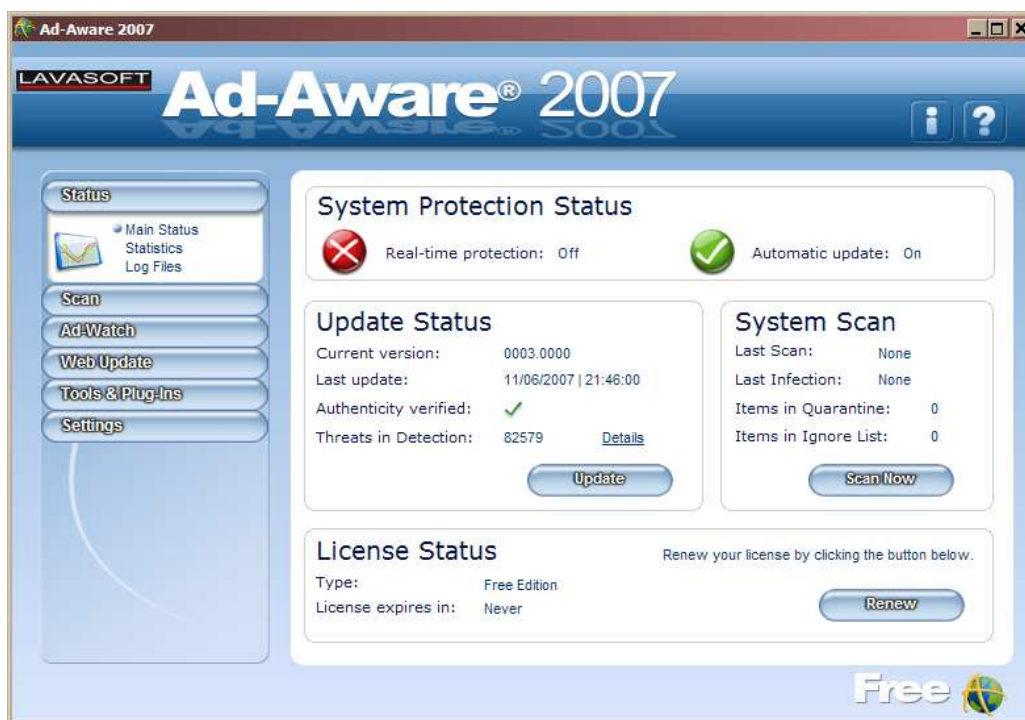 Ad-Aware 2007
LAVASOFT
Ad-Aware® 2007
Status
Main Status
Statistics
Log Files
Scan
Ad-Watch
Web Update
Tools & Plug-Ins
Settings
System Protection Status
Real-time protection: Off
Automatic update: On
Update Status
Current version: 0003.0000
Last update: 11/06/2007 | 21:46:00
Authenticity verified:
Threats in Detection: 82579 Details
Update
System Scan
Last Scan: None
Last Infection: None
Items in Quarantine: 0
Items in Ignore List: 0
Scan Now
License Status
Renew your license by clicking the button below.
Type: Free Edition
License expires in: Never
Renew
Free